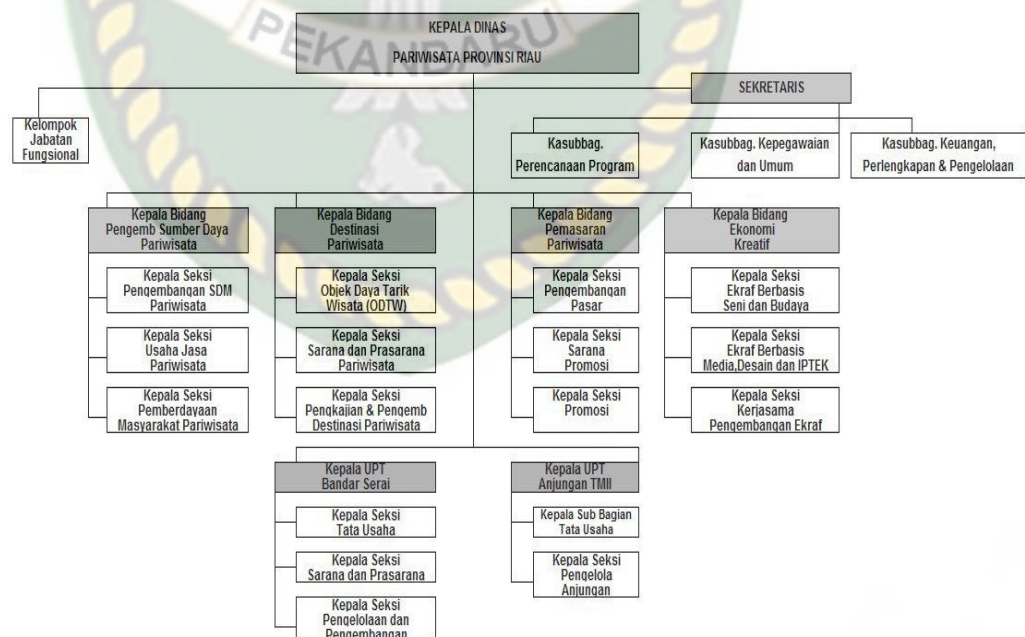 KEPALA DINAS
PARIWISATA PROVINSI RIAU
PEKANBARU
SEKRETARIS
Kelompok
Jabatan
Fungsional
Kasubbag.
Perencanaan Program
Kasubbag. Kepegawaian
dan Umum
Kasubbag. Keuangan,
Perlengkapan & Pengelolaan
Kepala Bidang
Pengemb Sumber Daya
Pariwisata
Kepala Seksi
Pengembangan SDM
Pariwisata
Kepala Seksi
Usaha Jasa
Pariwisata
Kepala Seksi
Pemberdayaan
Masyarakat Pariwisata
Kepala Bidang
Destinasi
Pariwisata
Kepala Seksi
Objek Daya Tarik
Wisata (ODTW)
Kepala Seksi
Sarana dan Prasarana
Pariwisata
Kepala Seksi
Pengkajian & Pengemb
Destinasi Pariwisata
Kepala Bidang
Pemasaran
Pariwisata
Kepala Seksi
Pengembangan
Pasar
Kepala Seksi
Sarana
Promosi
Kepala Seksi
Promosi
Kepala Bidang
Ekonomi
Kreatif
Kepala Seksi
Ekraf Berbasis
Seni dan Budaya
Kepala Seksi
Ekraf Berbasis
Media,Desain dan IPTEK
Kepala Seksi
Kerjasama
Pengembangan Ekraf
Kepala UPT
Bandar Serai
Kepala Seksi
Tata Usaha
Kepala Seksi
Sarana dan Prasarana
Kepala Seksi
Pengelolaan dan
Pengembangan
Kepala UPT
Anjungan TMII
Kepala Sub Bagian
Tata Usaha
Kepala Seksi
Pengelola
Anjungan